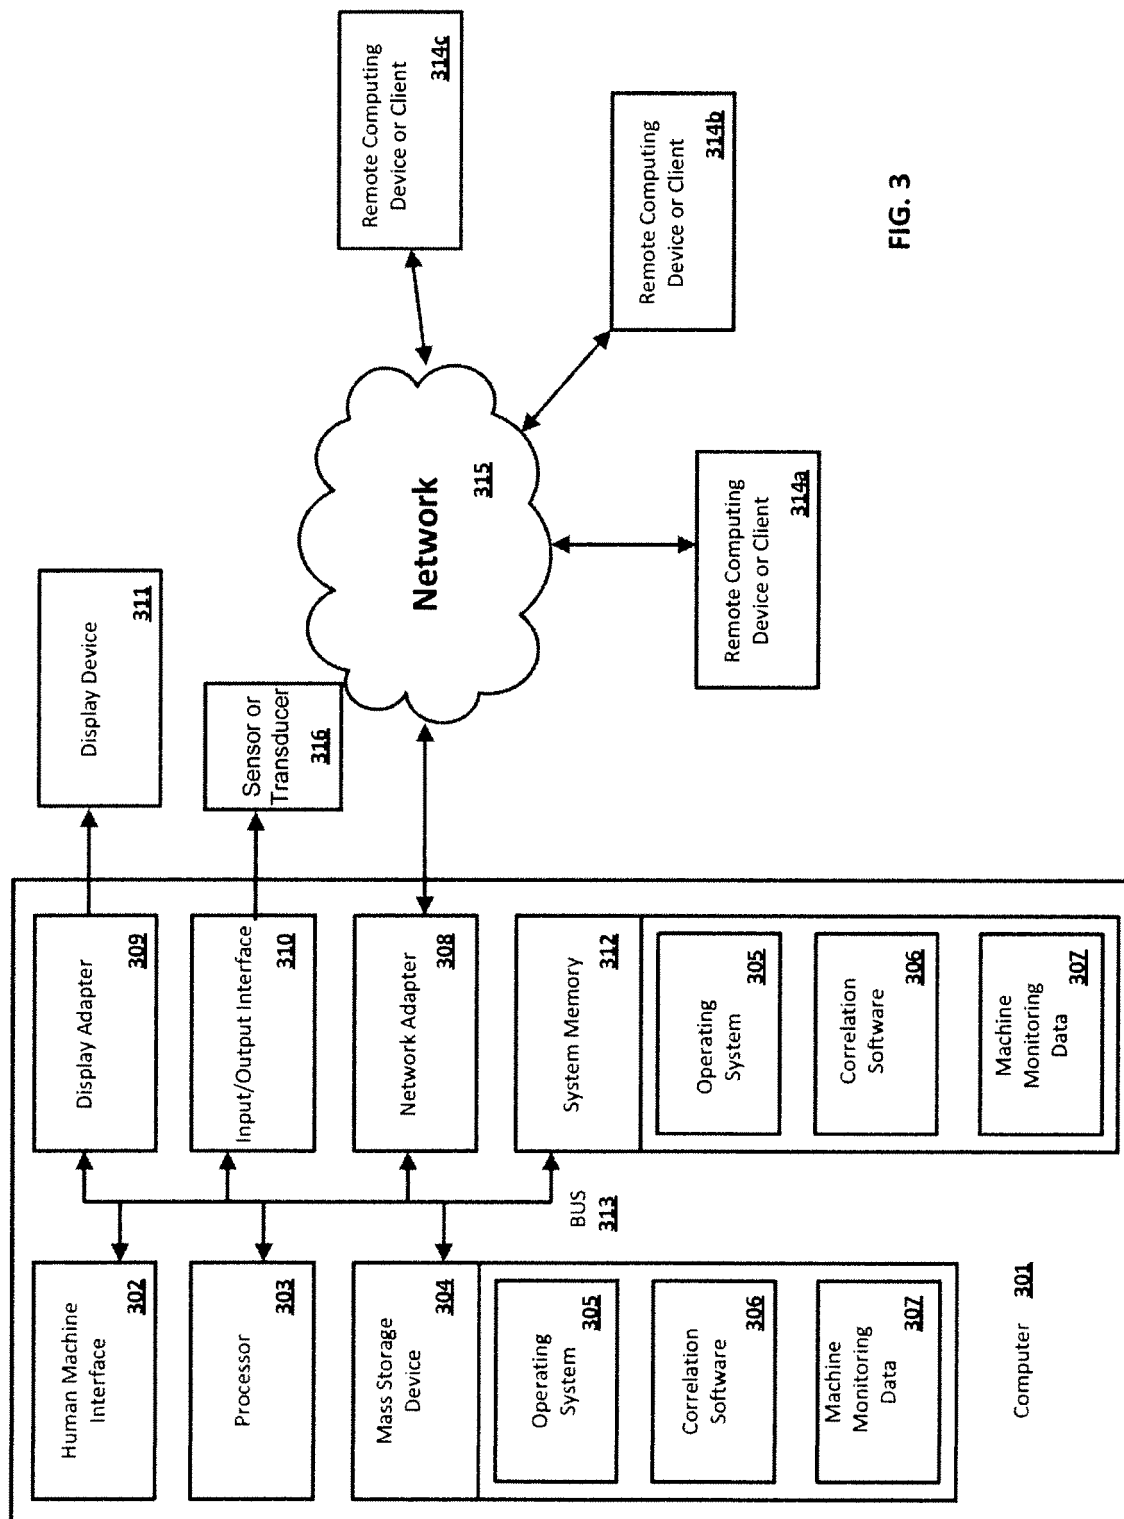 Human Machine
Interface
302
Processor
303
Mass Storage
Device
304
Operating
System
305
Correlation
Software
306
Machine
Monitoring
Data
307
Computer 301
BUS
313
Display Adapter
309
Input/Output Interface
310
Network Adapter
308
System Memory
312
Operating
System
305
Correlation
Software
306
Machine
Monitoring
Data
307
Display Device
311
Sensor or
Transducer
316
Network
315
Remote Computing
Device or Client
314a
Remote Computing
Device or Client
314b
Remote Computing
Device or Client
314c
FIG. 3